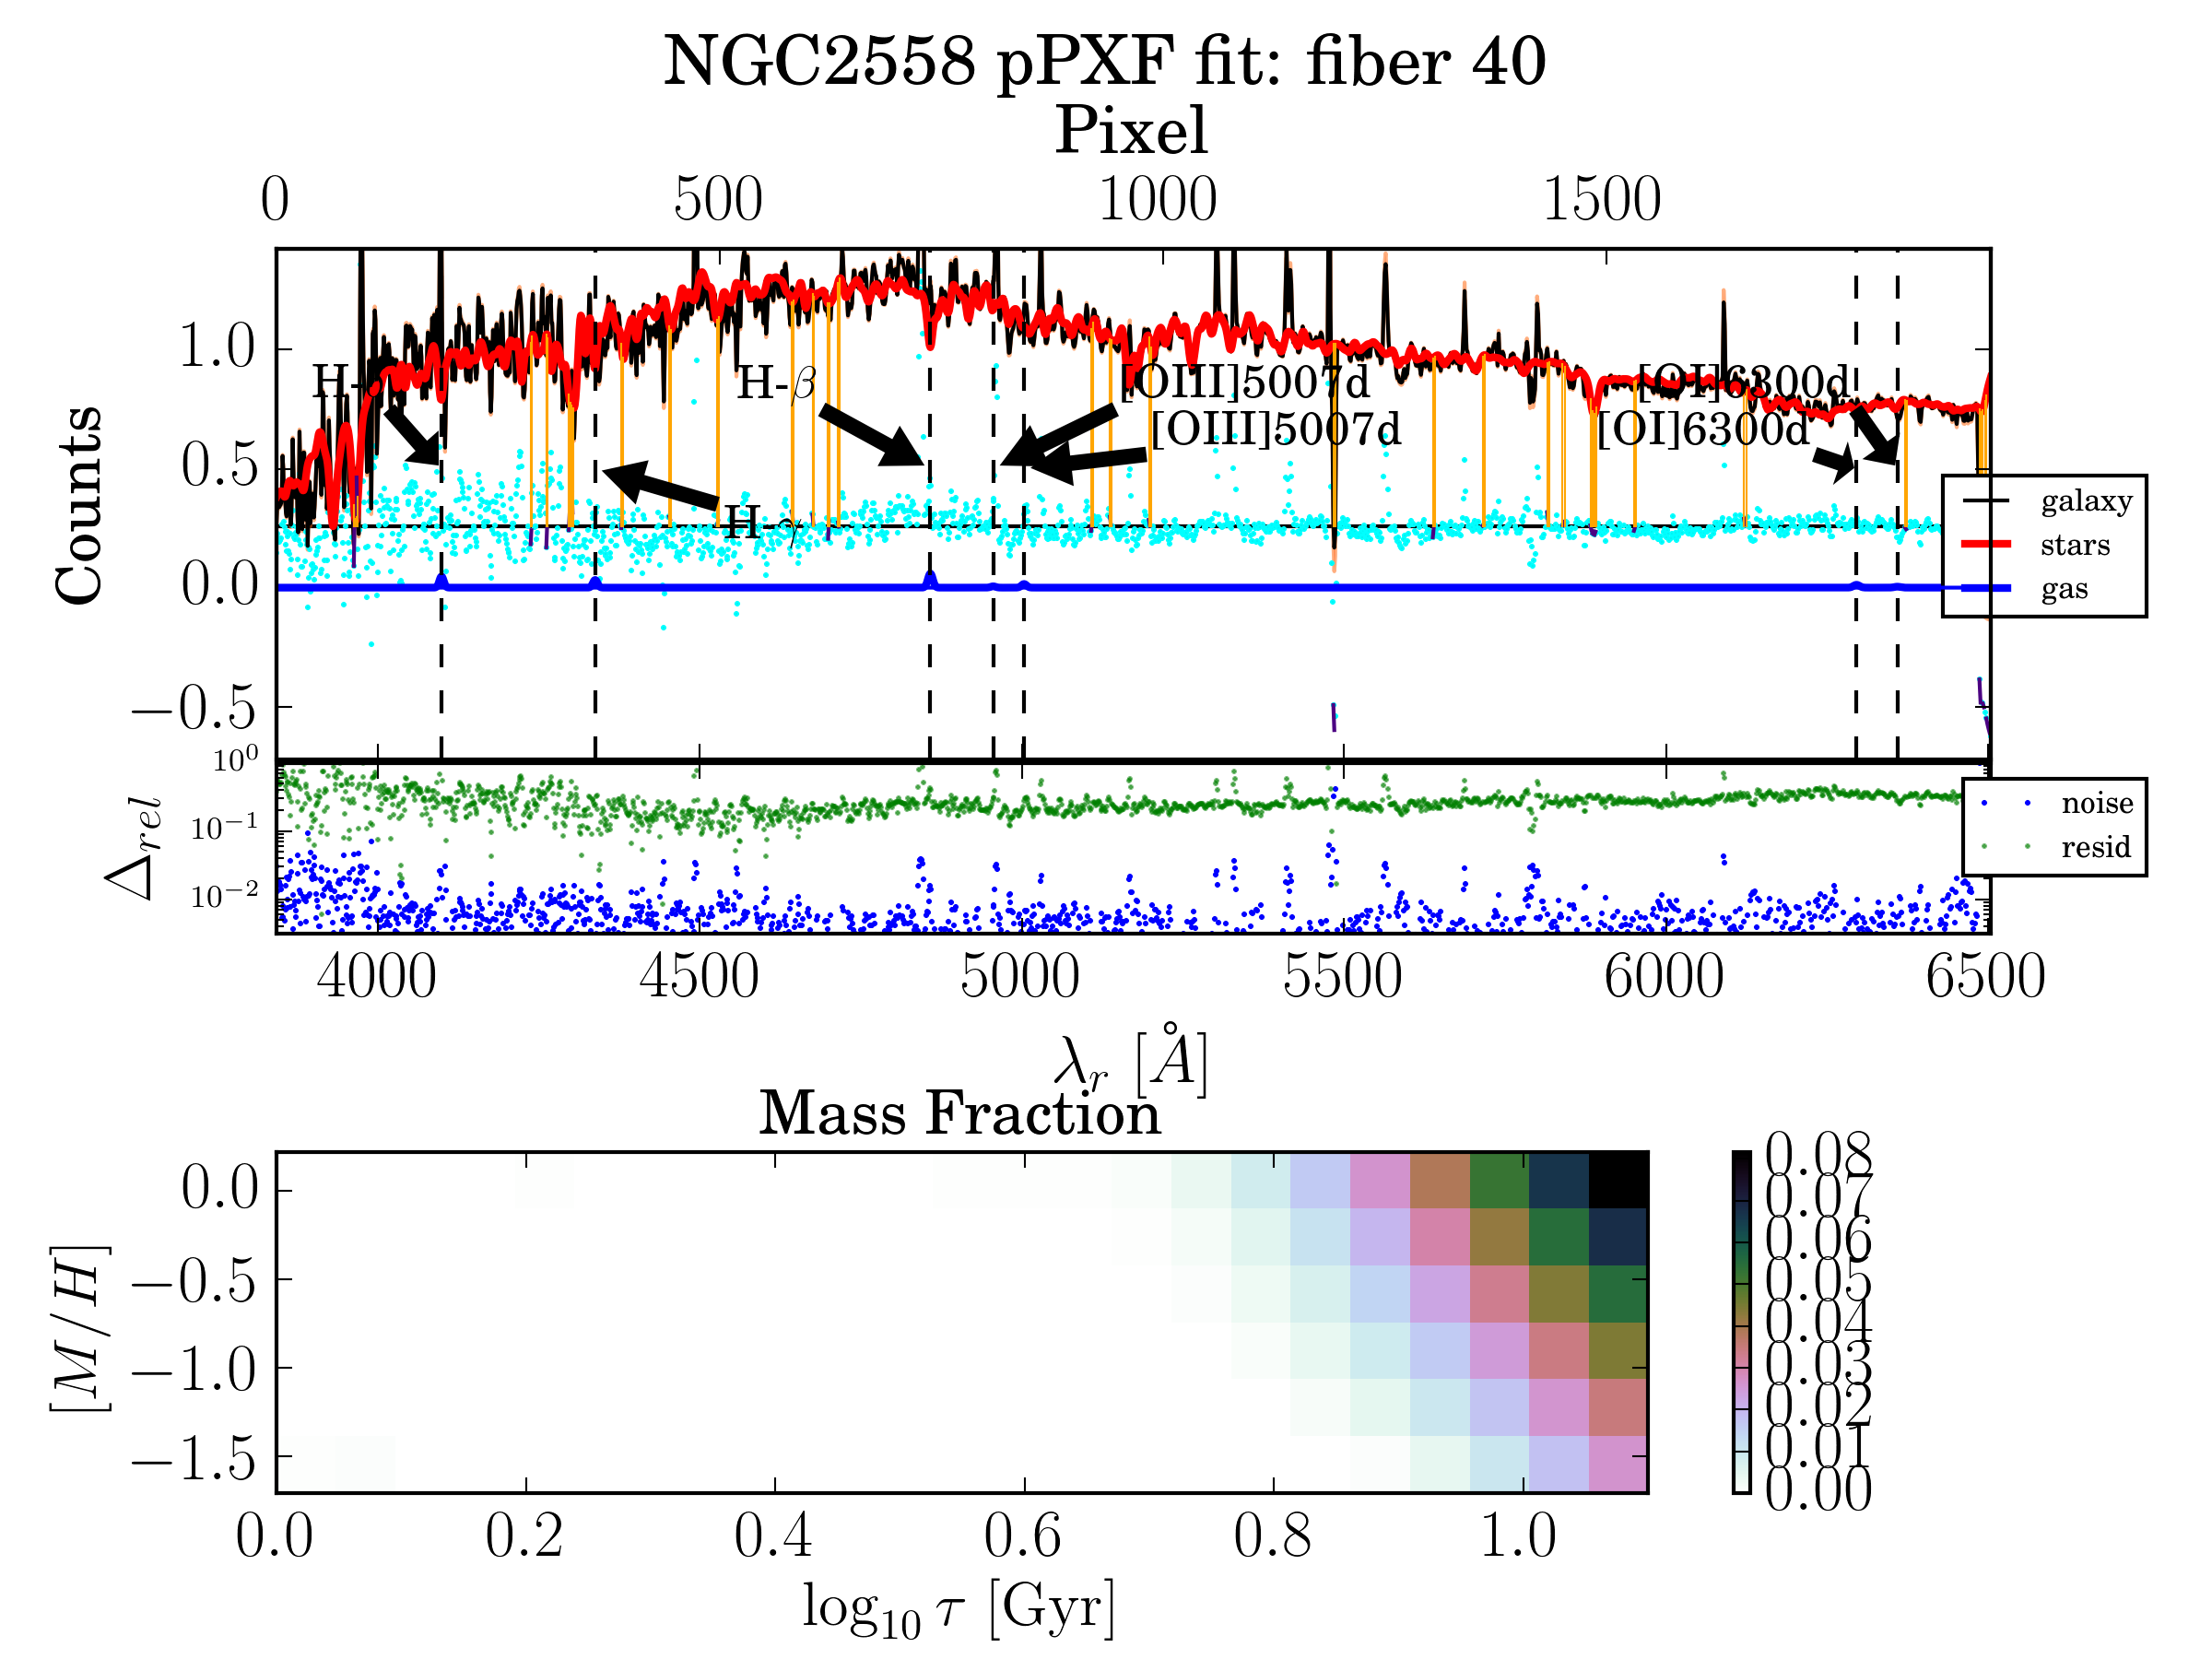 NGC2558 pPXF fit: fiber 40
Pixel
0 500 1000 1500
Counts
1.0
0.5
0.0
−0.5
H-
H-β
[OIII]5007d
[OIII]5007d
[OI]6300d
[OI]6300d
H-γ
galaxy
stars
gas
Δrel
10^0
10^-1
10^-2
noise
resid
4000 4500 5000 5500 6000 6500
λr [Å]
Mass Fraction
[M/H]
0.0
−0.5
−1.0
−1.5
0.08
0.07
0.06
0.05
0.04
0.03
0.02
0.01
0.00
0.0 0.2 0.4 0.6 0.8 1.0
log10 τ [Gyr]